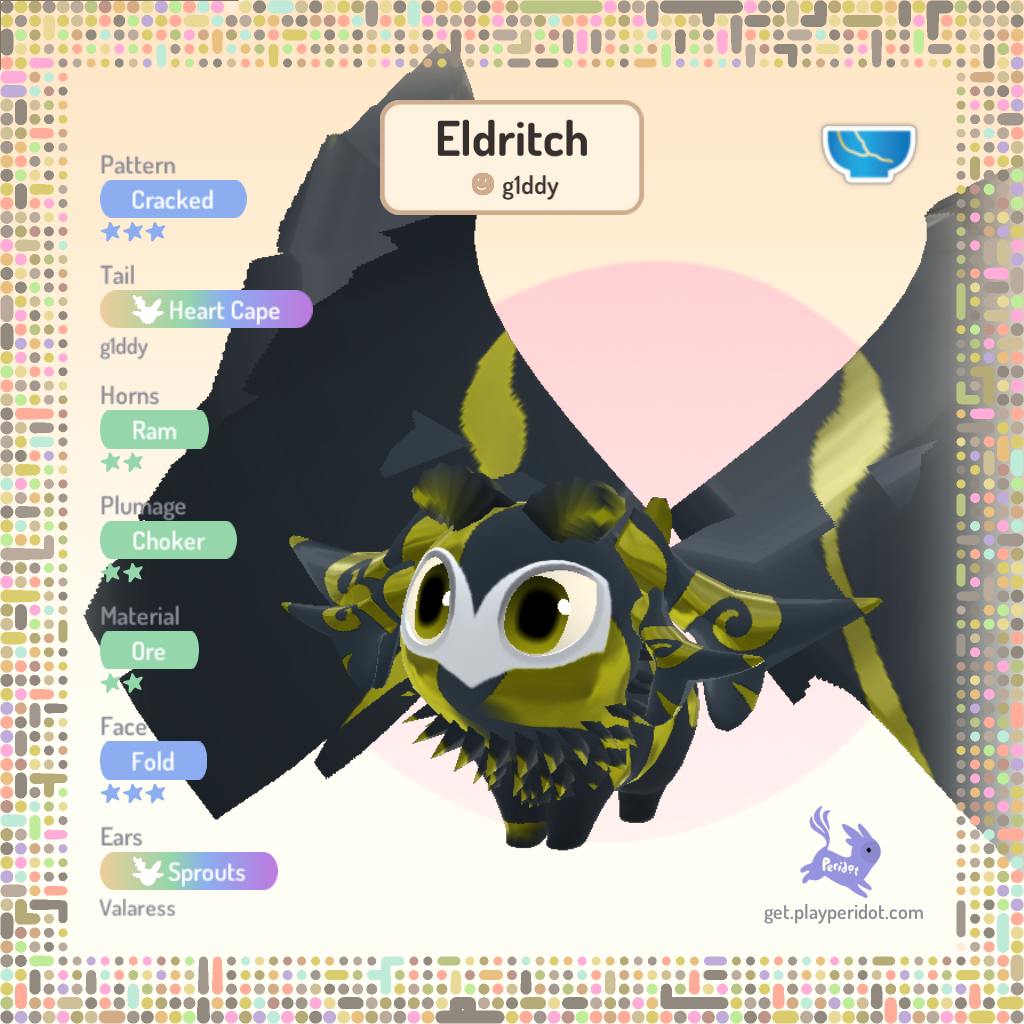 Eldritch
g1ddy
Pattern
Cracked
Tail
Heart Cape
g1ddy
Horns
Ram
Plumage
Choker
Material
Ore
Face
Fold
Ears
Sprouts
Valaress
Peridot
get.playperidot.com